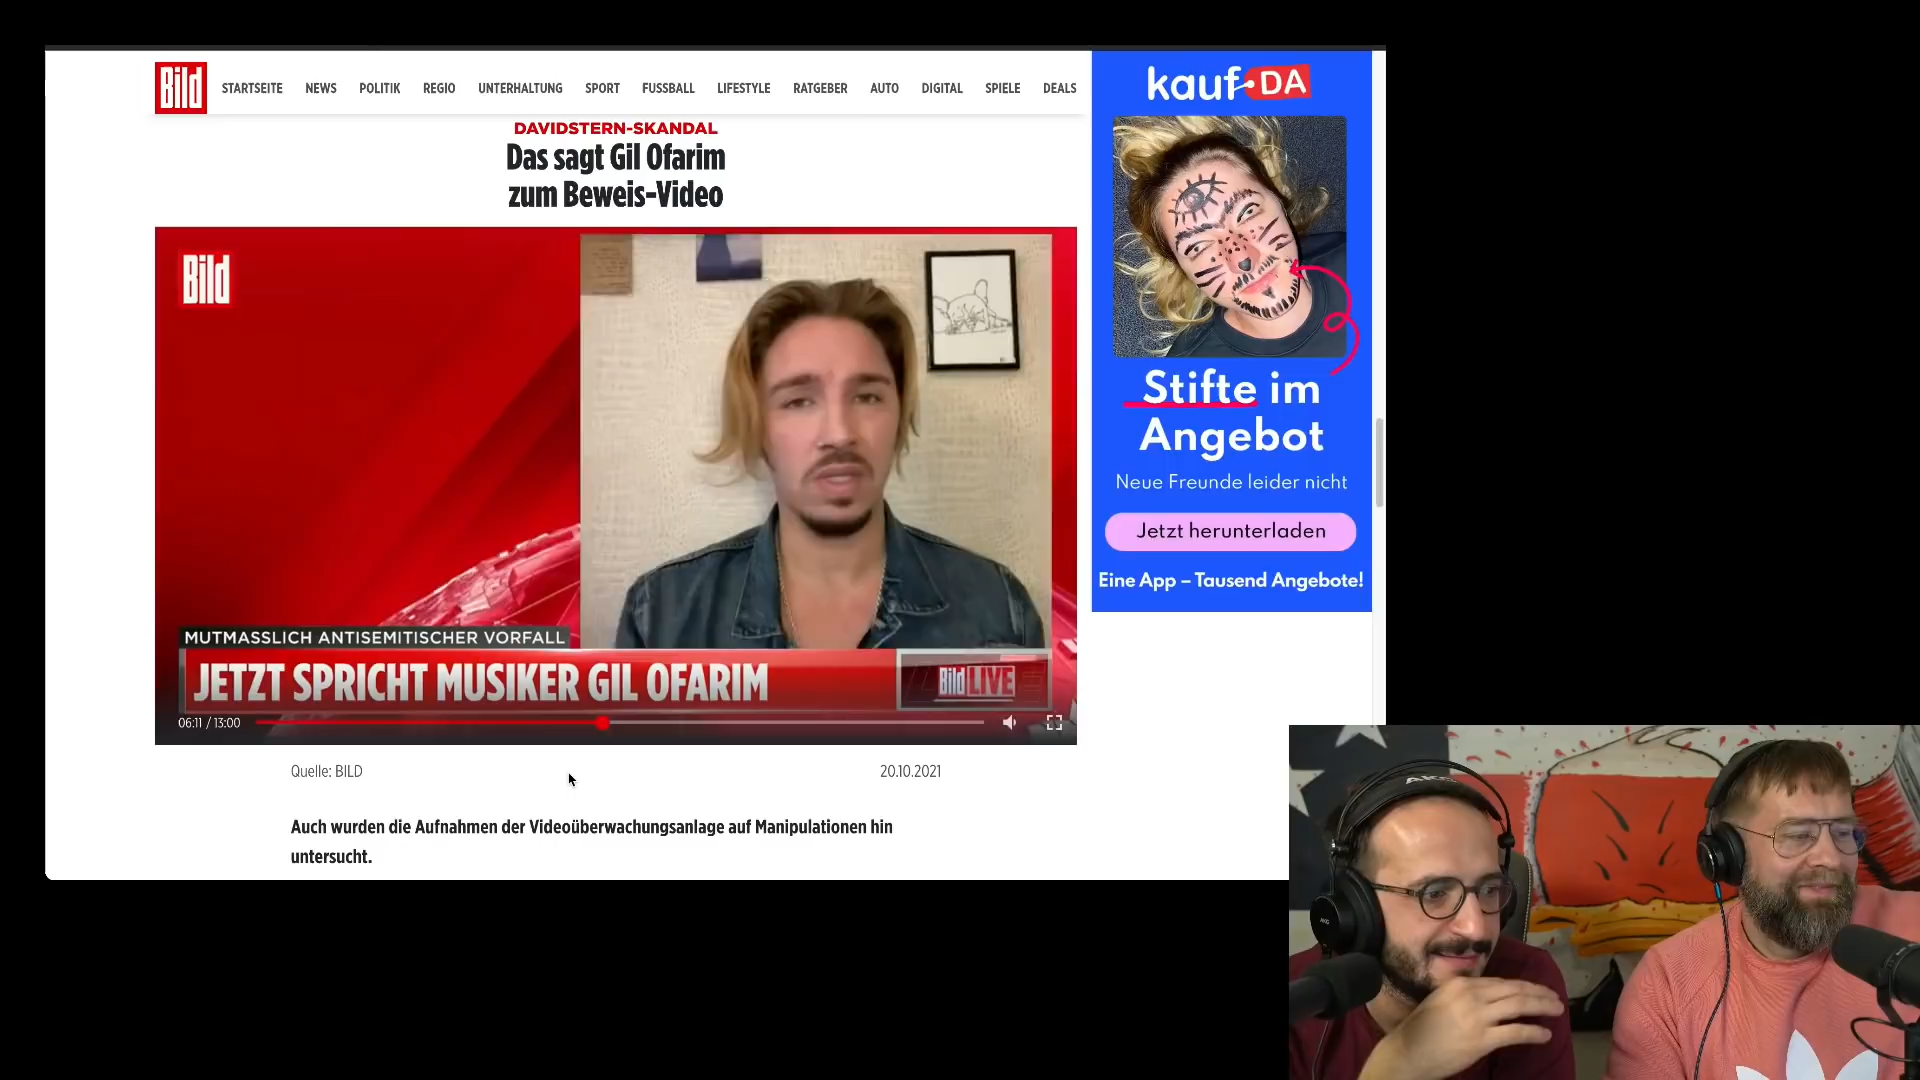 Bild
STARTSEITE NEWS POLITIK REGIO UNTERHALTUNG SPORT FUSSBALL LIFESTYLE RATGEBER AUTO DIGITAL SPIELE DEALS
DAVIDSTERN-SKANDAL
Das sagt Gil Ofarim
zum Beweis-Video
Bild
MUTMASSLICH ANTISEMITISCHER VORFALL
JETZT SPRICHT MUSIKER GIL OFARIM
Bild LIVE
06:11 / 13:00
Quelle: BILD
20.10.2021
Auch wurden die Aufnahmen der Videoüberwachungsanlage auf Manipulationen hin
untersucht.
kaufDA
Stifte im
Angebot
Neue Freunde leider nicht
Jetzt herunterladen
Eine App – Tausend Angebote!
AKG